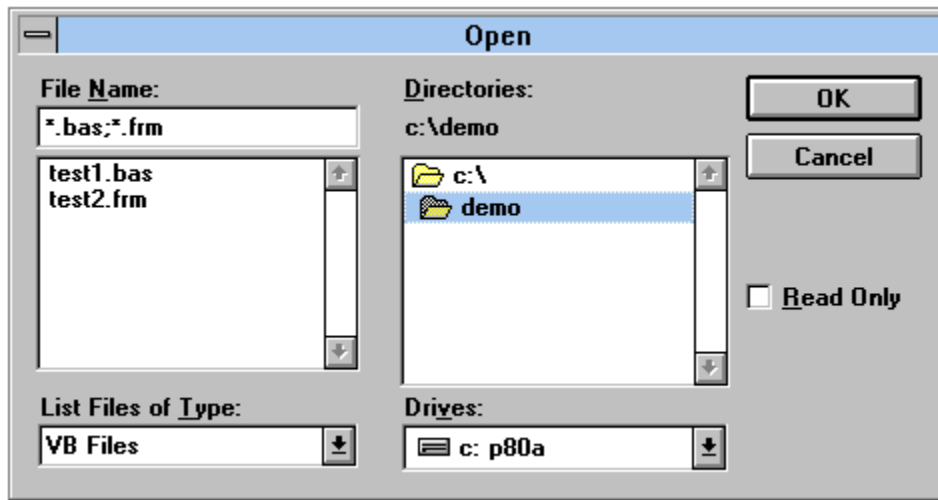 Open
File Name:
*.bas;*.frm
test1.bas
test2.frm
List Files of Type:
VB Files
Directories:
c:\demo
c:\
demo
Drives:
c: p80a
OK
Cancel
Read Only